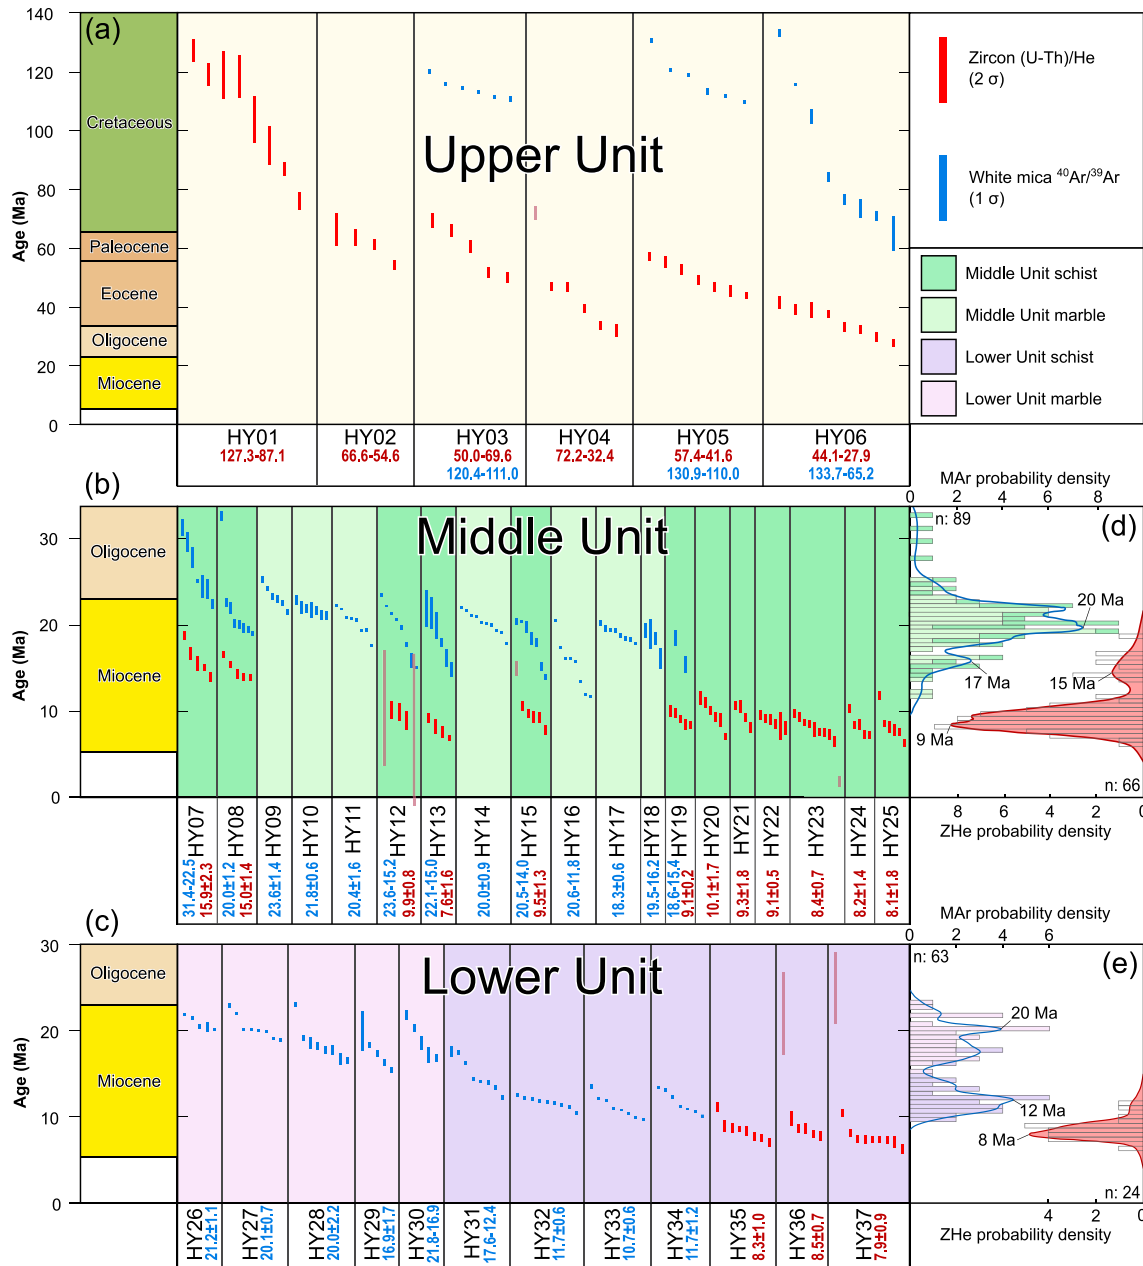 (a)
140
120
100
80
60
40
20
0
Age (Ma)
Cretaceous
Paleocene
Eocene
Oligocene
Miocene
Upper Unit
Zircon (U-Th)/He
(2 σ)
White mica ⁴⁰Ar/³⁹Ar
(1 σ)
Middle Unit schist
Middle Unit marble
Lower Unit schist
Lower Unit marble
HY01
127.3-87.1
HY02
66.6-54.6
HY03
50.0-69.6
120.4-111.0
HY04
72.2-32.4
HY05
57.4-41.6
130.9-110.0
HY06
44.1-27.9
133.7-65.2
(b)
Middle Unit
30
20
10
0
Age (Ma)
Oligocene
Miocene
HY07
31.4-22.5
15.9±2.3
HY08
20.0±1.2
15.0±1.4
HY09
23.6±1.4
HY10
21.8±0.6
HY11
20.4±1.6
HY12
23.6-15.2
9.9±0.8
HY13
22.1-15.0
7.6±1.6
HY14
20.0±0.9
HY15
20.5-14.0
9.5±1.3
HY16
20.6-11.8
HY17
18.3±0.6
HY18
19.5-16.2
HY19
18.6-15.4
9.1±0.2
HY20
10.1±1.7
HY21
9.3±1.8
HY22
9.1±0.5
HY23
8.4±0.7
HY24
8.2±1.4
HY25
8.1±1.8
MAr probability density
0 2 4 6 8
n: 89
(d)
20 Ma
17 Ma
15 Ma
9 Ma
n: 66
8 6 4 2 0
ZHe probability density
(c)
Lower Unit
30
20
10
0
Age (Ma)
Oligocene
Miocene
HY26
21.2±1.1
HY27
20.1±0.7
HY28
20.0±2.2
HY29
16.9±1.7
HY30
21.8-16.9
HY31
17.6-12.4
HY32
11.7±0.6
HY33
10.7±0.6
HY34
11.7±1.2
HY35
8.3±1.0
HY36
8.5±0.7
HY37
7.9±0.9
MAr probability density
0 2 4 6
n: 63
(e)
20 Ma
12 Ma
8 Ma
n: 24
4 2 0
ZHe probability density